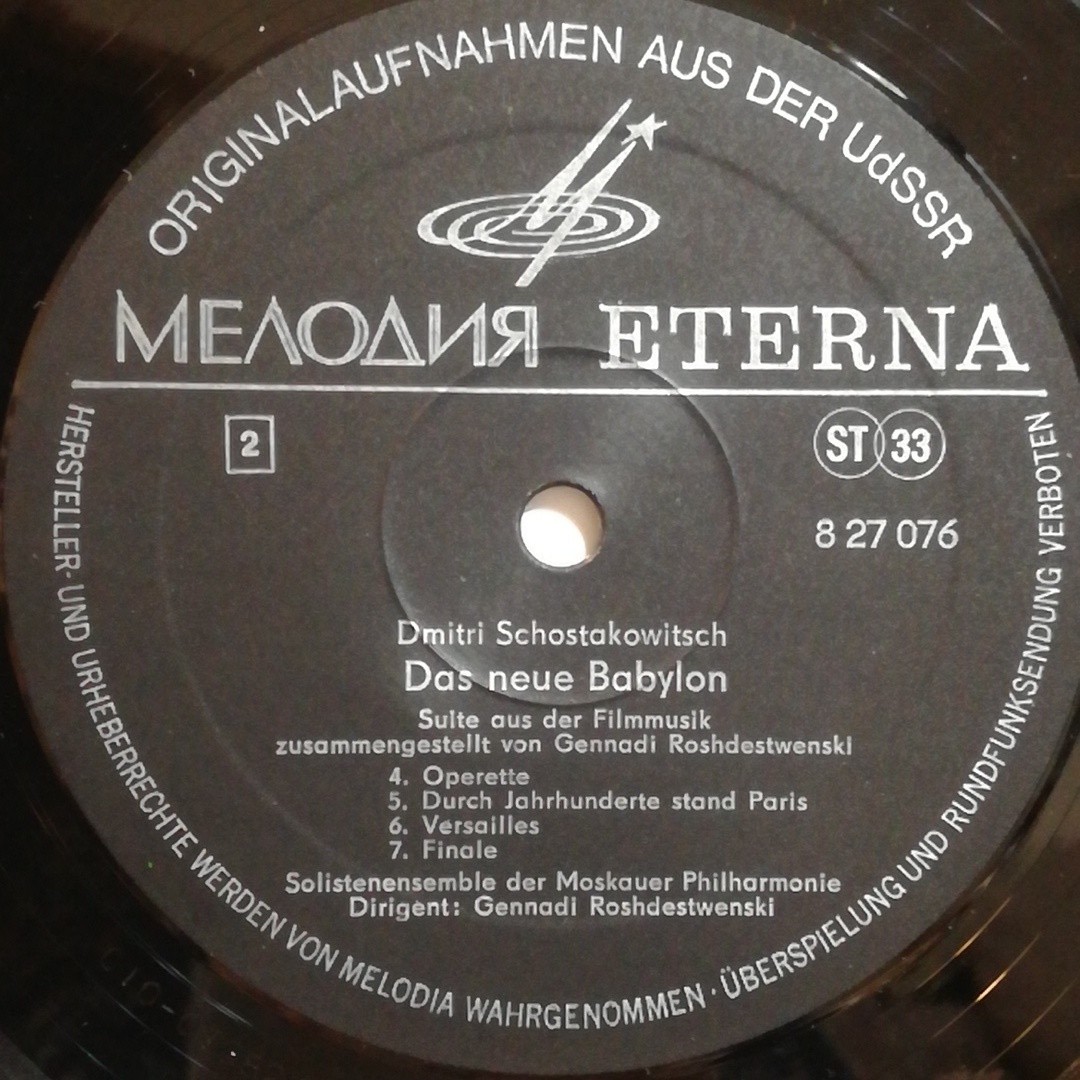 ORIGINALAUFNAHMEN AUS DER UdSSR
МЕЛОДИЯ ETERNA
2
ST 33
8 27 076
Dmitri Schostakowitsch
Das neue Babylon
Suite aus der Filmmusik
zusammengestellt von Gennadi Roshdestwenski
4. Operette
5. Durch Jahrhunderte stand Paris
6. Versailles
7. Finale
Solistenensemble der Moskauer Philharmonie
Dirigent: Gennadi Roshdestwenski
HERSTELLER- UND URHEBERRECHTE WERDEN VON MELODIA WAHRGENOMMEN · ÜBERSPIELUNG UND RUNDFUNKSENDUNG VERBOTEN